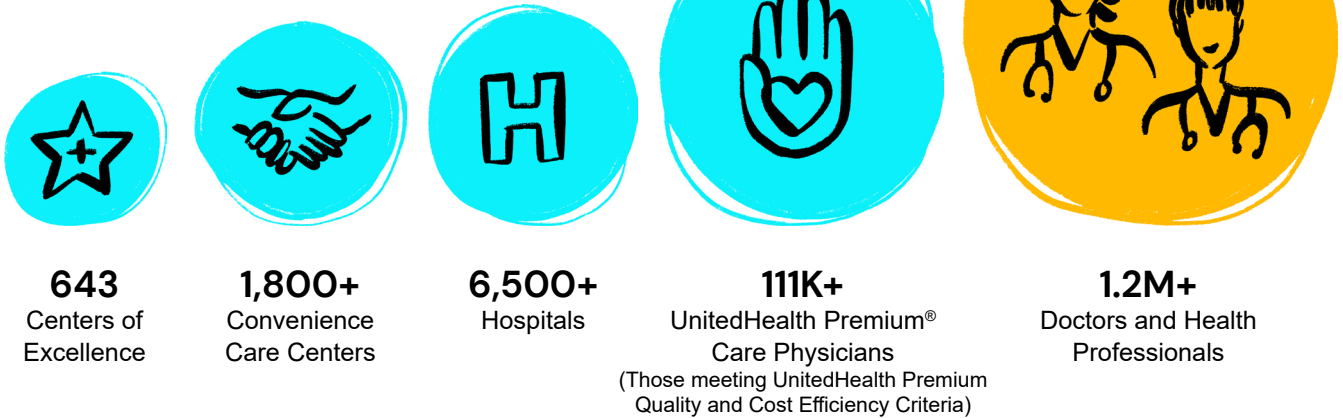 643
Centers of
Excellence
1,800+
Convenience
Care Centers
H
6,500+
Hospitals
111K+
UnitedHealth Premium®
Care Physicians
(Those meeting UnitedHealth Premium
Quality and Cost Efficiency Criteria)
1.2M+
Doctors and Health
Professionals